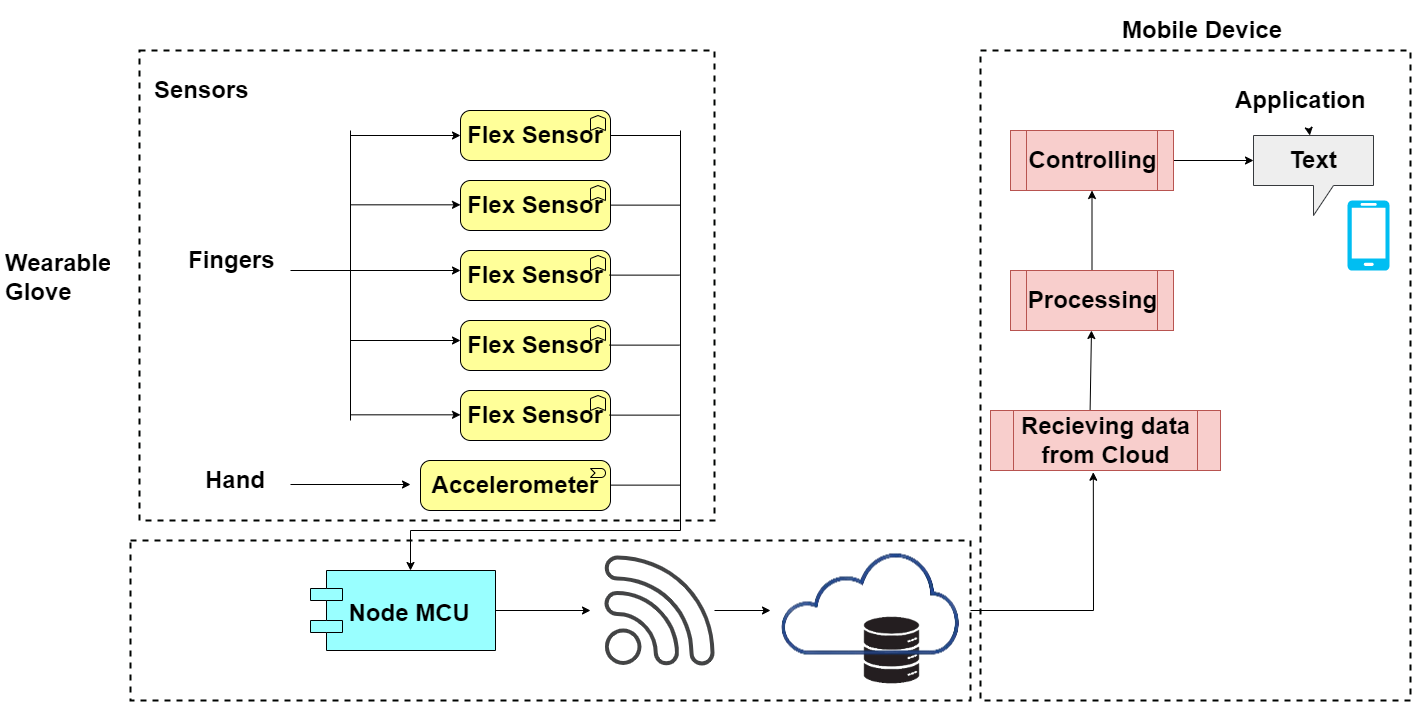 Mobile Device
Sensors
Application
Flex Sensor
Controlling
Text
Flex Sensor
Wearable
Glove
Fingers
Flex Sensor
Processing
Flex Sensor
Flex Sensor
Recieving data
from Cloud
Hand
Accelerometer
Node MCU